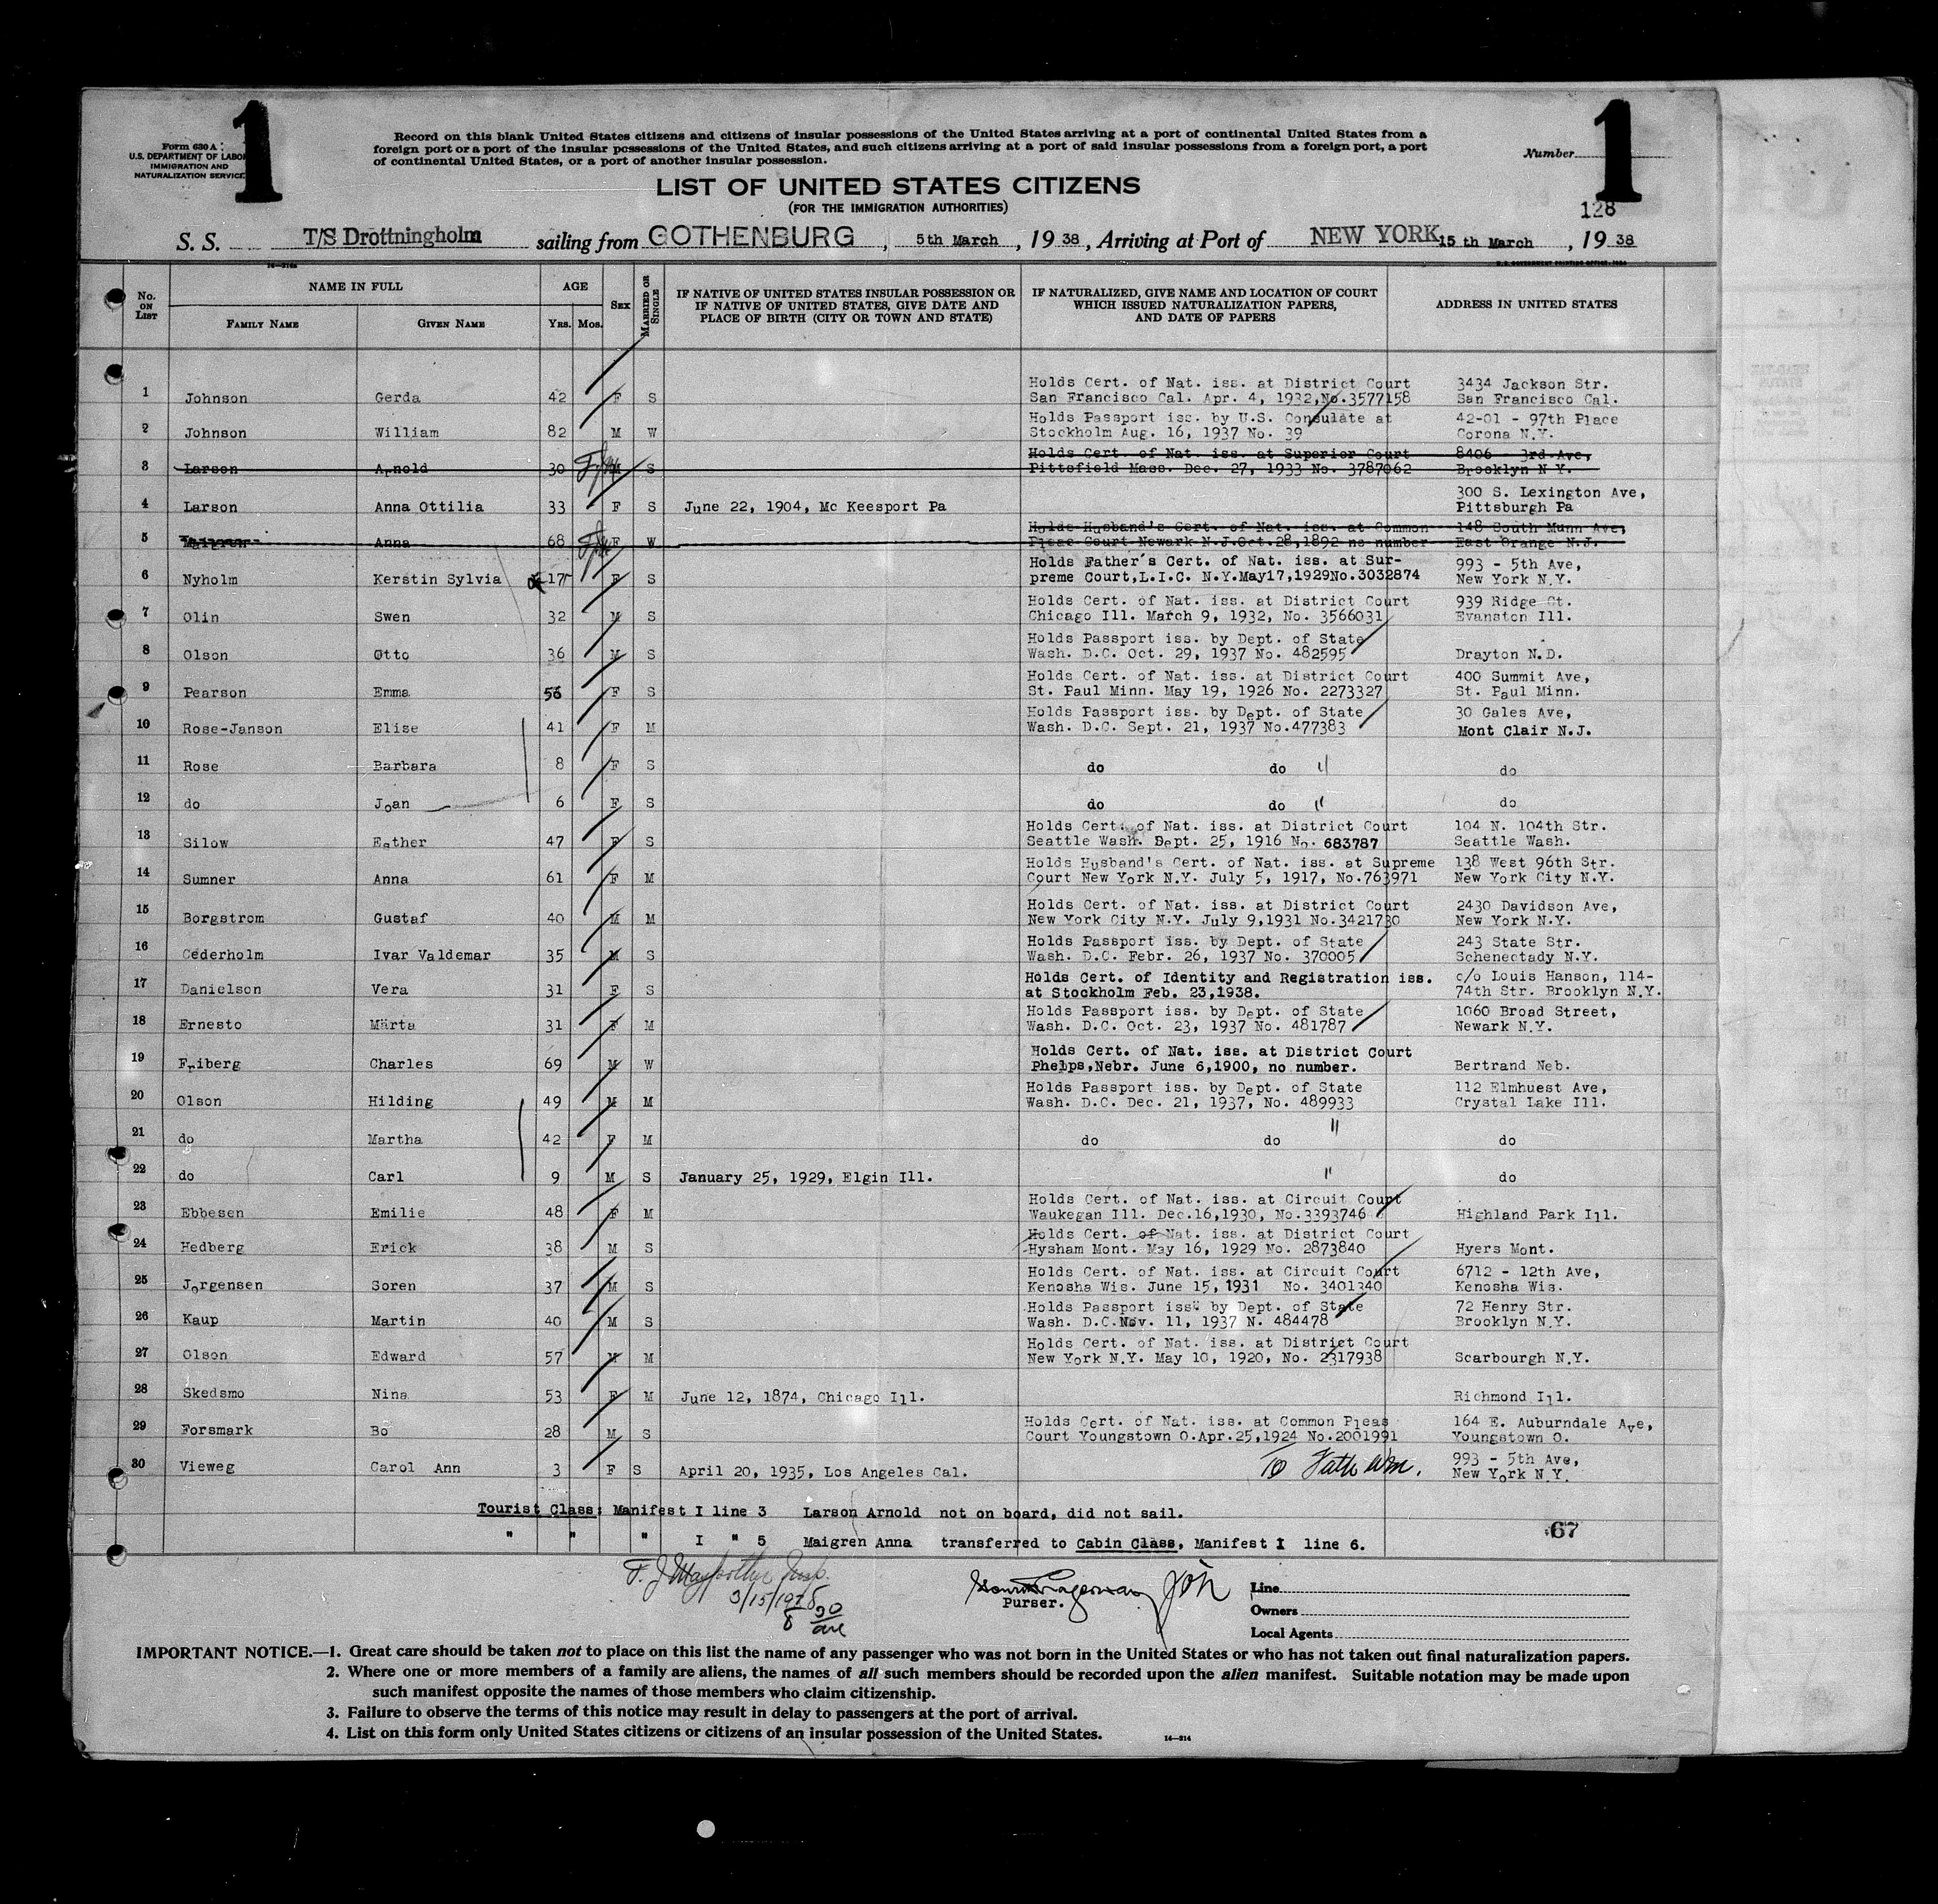 1
1
Form 630 A
U.S. DEPARTMENT OF LABOR
IMMIGRATION AND
NATURALIZATION SERVICE
Record on this blank United States citizens and citizens of insular possessions of the United States arriving at a port of continental United States from a
foreign port or a port of the insular possessions of the United States, and such citizens arriving at a port of said insular possessions from a foreign port, a port
of continental United States, or a port of another insular possession.
Number
LIST OF UNITED STATES CITIZENS
(FOR THE IMMIGRATION AUTHORITIES)
128
S. S. T/S Drottningholm sailing from GOTHENBURG, 5th March, 19 38, Arriving at Port of NEW YORK 15 th March, 19 38
No. ON LIST
NAME IN FULL
FAMILY NAME GIVEN NAME
AGE
YRS. MOS.
SEX
MARRIED OR SINGLE
IF NATIVE OF UNITED STATES INSULAR POSSESSION OR
IF NATIVE OF UNITED STATES, GIVE DATE AND
PLACE OF BIRTH (CITY OR TOWN AND STATE)
IF NATURALIZED, GIVE NAME AND LOCATION OF COURT
WHICH ISSUED NATURALIZATION PAPERS,
AND DATE OF PAPERS
ADDRESS IN UNITED STATES
Holds Cert. of Nat. iss. at District Court 3434 Jackson Str.
1 Johnson Gerda 42 F S San Francisco Cal. Apr. 4, 1932,No.3577158 San Francisco Cal.
Holds Passport iss. by U.S. Consulate at 42-01 - 97th Place
2 Johnson William 82 M W Stockholm Aug. 16, 1937 No. 39 Corona N.Y.
Holds Cert. of Nat. iss. at Superior Court 8406 - 3rd Ave,
3 Larson Arnold 30 M S Pittsfield Mass. Dec. 27, 1933 No. 3787062 Brooklyn N Y.
300 S. Lexington Ave,
4 Larson Anna Ottilia 33 F S June 22, 1904, Mc Keesport Pa Pittsburgh Pa
Holds Husband's Cert. of Nat. iss. at Common 148 South Munn Ave,
5 Maigren Anna 68 F W Pleas Court Newark N.J.Oct.28,1892 no number East Orange N.J.
Holds Father's Cert. of Nat. iss. at Sur- 993 - 5th Ave,
6 Nyholm Kerstin Sylvia 17 F S preme Court,L.I.C. N.Y.May17,1929No.3032874 New York N.Y.
Holds Cert. of Nat. iss. at District Court 939 Ridge Ct.
7 Olin Swen 32 M S Chicago Ill. March 9, 1932, No. 3566031 Evanston Ill.
Holds Passport iss. by Dept. of State
8 Olson Otto 36 M S Wash. D.C. Oct. 29, 1937 No. 482595 Drayton N.D.
Holds Cert. of Nat. iss. at District Court 400 Summit Ave,
9 Pearson Emma 56 F S St. Paul Minn. May 19, 1926 No. 2273327 St. Paul Minn.
Holds Passport iss. by Dept. of State 30 Gales Ave,
10 Rose-Janson Elise 41 F M Wash. D.C. Sept. 21, 1937 No.477383 Mont Clair N.J.
11 Rose Barbara 8 F S do do " do
12 do Joan 6 F S do do " do
Holds Cert. of Nat. iss. at District Court 104 N. 104th Str.
13 Silow Esther 47 F S Seattle Wash. Dept. 25, 1916 No. 683787 Seattle Wash.
Holds Husband's Cert. of Nat. iss. at Supreme 138 West 96th Str.
14 Sumner Anna 61 F M Court New York N.Y. July 5, 1917, No.763971 New York City N.Y.
Holds Cert. of Nat. iss. at District Court 2430 Davidson Ave,
15 Borgstrom Gustaf 40 M M New York City N.Y. July 9,1931 No.3421730 New York N.Y.
Holds Passport iss. by Dept. of State 243 State Str.
16 Cederholm Ivar Valdemar 35 M S Wash. D.C. Febr. 26, 1937 No. 370005 Schenectady N.Y.
Holds Cert. of Identity and Registration iss. c/o Louis Hanson, 114-
17 Danielson Vera 31 F S at Stockholm Feb. 23,1938. 74th Str. Brooklyn N.Y.
Holds Passport iss. by Dept. of State 1060 Broad Street,
18 Ernesto Märta 31 F M Wash. D.C. Oct. 23, 1937 No. 481787 Newark N.Y.
Holds Cert. of Nat. iss. at District Court
19 Friberg Charles 69 M W Phelps,Nebr. June 6,1900, no number. Bertrand Neb.
Holds Passport iss. by Dept. of State 112 Elmhuest Ave,
20 Olson Hilding 49 M M Wash. D.C. Dec. 21, 1937, No. 489933 Crystal Lake Ill.
21 do Martha 42 F M do do " do
22 do Carl 9 M S January 25, 1929, Elgin Ill. " do
Holds Cert. of Nat. iss. at Circuit Court
23 Ebbesen Emilie 48 F M Waukegan Ill. Dec.16,1930, No.3393746 Highland Park Ill.
Holds Cert. of Nat. iss. at District Court
24 Hedberg Erick 38 M S Hysham Mont. May 16, 1929 No. 2873840 Hyers Mont.
Holds Cert. of Nat. iss. at Circuit Court 6712 - 12th Ave,
25 Jorgensen Soren 37 M S Kenosha Wis. June 15, 1931 No. 3401340 Kenosha Wis.
Holds Passport iss. by Dept. of State 72 Henry Str.
26 Kaup Martin 40 M S Wash. D.C.Nov. 11, 1937 N. 484478 Brooklyn N.Y.
Holds Cert. of Nat. iss. at District Court
27 Olson Edward 57 M M New York N.Y. May 10, 1920, No. 2317938 Scarbourgh N.Y.
28 Skedsmo Nina 53 F M June 12, 1874, Chicago Ill. Richmond Ill.
Holds Cert. of Nat. iss. at Common Pleas 164 E. Auburndale Ave,
29 Forsmark Bo 28 M S Court Youngstown O.Apr.25,1924 No.2001991 Youngstown O.
993 - 5th Ave,
30 Vieweg Carol Ann 3 F S April 20, 1935, Los Angeles Cal. To Fath Wm. New York N.Y.
Tourist Class: Manifest I line 3 Larson Arnold not on board, did not sail.
" " " I " 5 Maigren Anna transferred to Cabin Class, Manifest I line 6.
67
3/15/1938
Purser.
Line
Owners
Local Agents
IMPORTANT NOTICE.—1. Great care should be taken not to place on this list the name of any passenger who was not born in the United States or who has not taken out final naturalization papers.
2. Where one or more members of a family are aliens, the names of all such members should be recorded upon the alien manifest. Suitable notation may be made upon
such manifest opposite the names of those members who claim citizenship.
3. Failure to observe the terms of this notice may result in delay to passengers at the port of arrival.
4. List on this form only United States citizens or citizens of an insular possession of the United States.
14—214